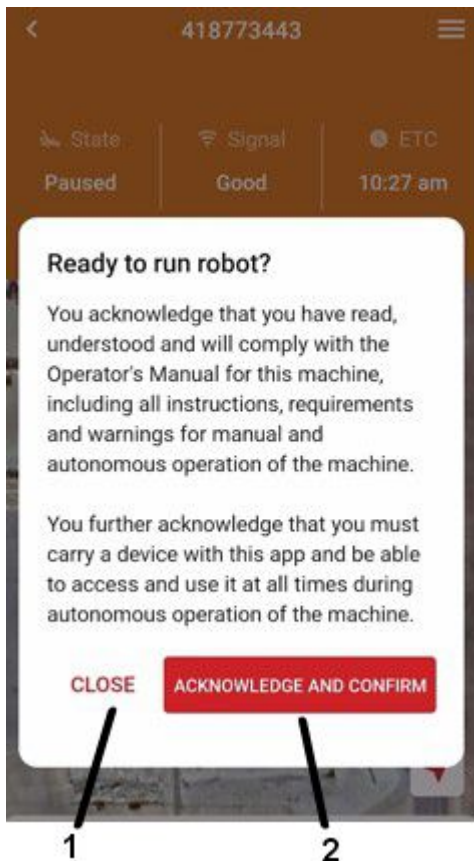 418773443
State
Signal
ETC
Paused
Good
10:27 am
Ready to run robot?
You acknowledge that you have read,
understood and will comply with the
Operator's Manual for this machine,
including all instructions, requirements
and warnings for manual and
autonomous operation of the machine.
You further acknowledge that you must
carry a device with this app and be able
to access and use it at all times during
autonomous operation of the machine.
CLOSE
ACKNOWLEDGE AND CONFIRM
1
2